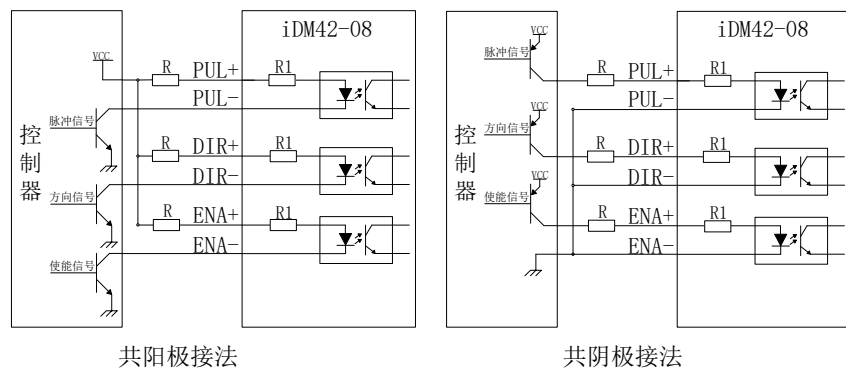 iDM42-08
VCC
R
PUL+
R1
PUL-
脉冲信号
控制器
R
DIR+
R1
DIR-
方向信号
R
ENA+
R1
ENA-
使能信号
共阳极接法
iDM42-08
VCC
脉冲信号
R
PUL+
R1
PUL-
VCC
方向信号
控制器
R
DIR+
R1
DIR-
VCC
使能信号
R
ENA+
R1
ENA-
共阴极接法